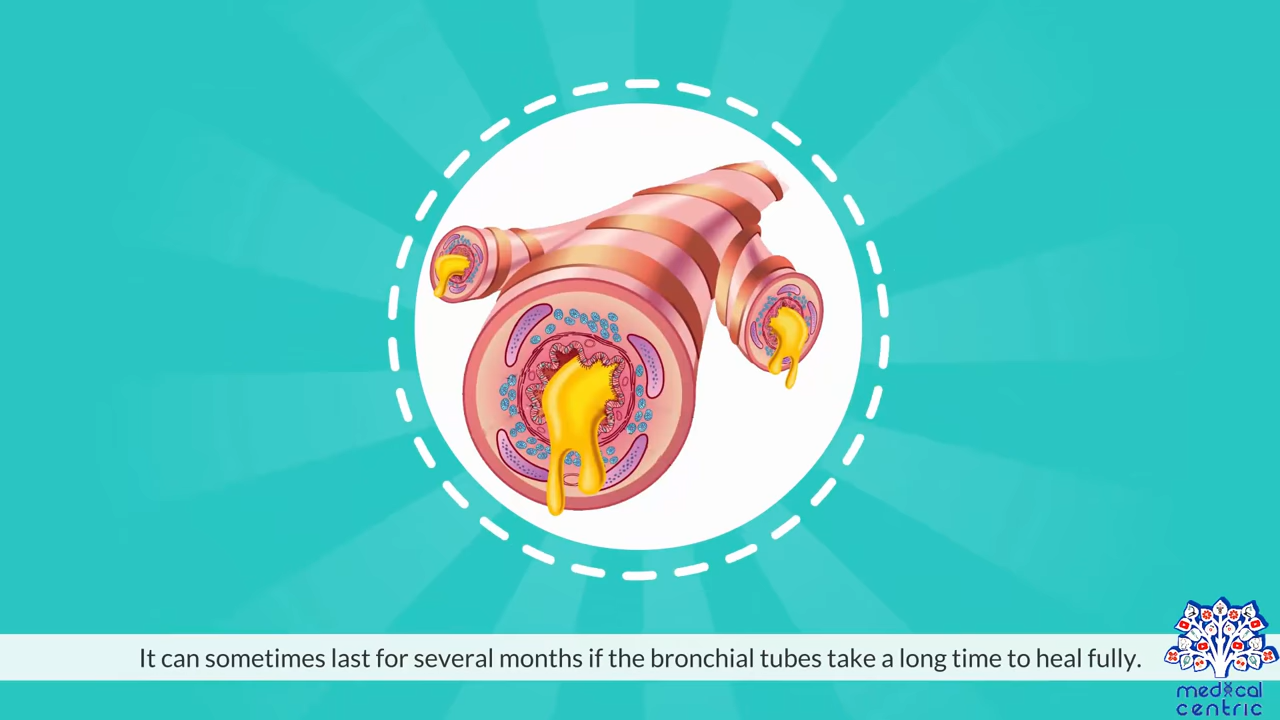 It can sometimes last for several months if the bronchial tubes take a long time to heal fully.
medical
centric